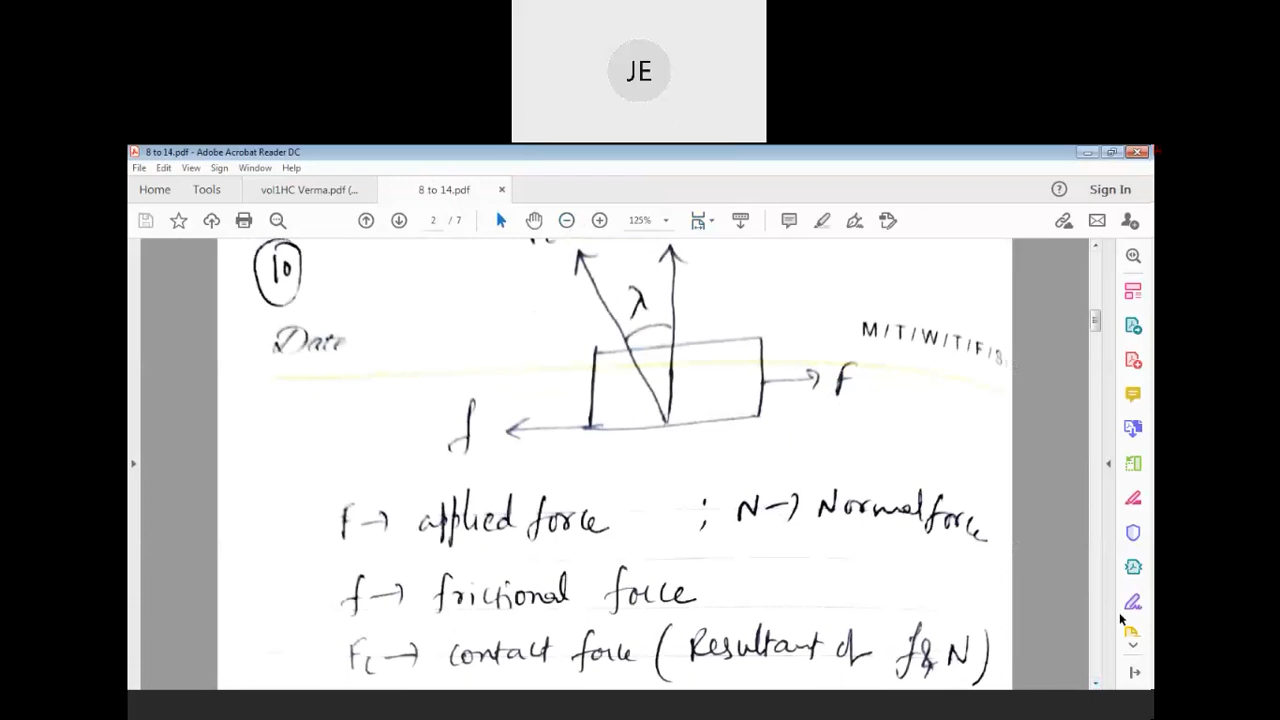 JE
8 to 14.pdf - Adobe Acrobat Reader DC
File Edit View Sign Window Help
Home Tools vol1HC Verma.pdf (... 8 to 14.pdf × Sign In
2 / 7 125%
10
λ
Date
M/T/W/T/F/S
F
f
F → applied force ; N → Normal force
f → frictional force
Fc → contact force (Resultant of f & N)